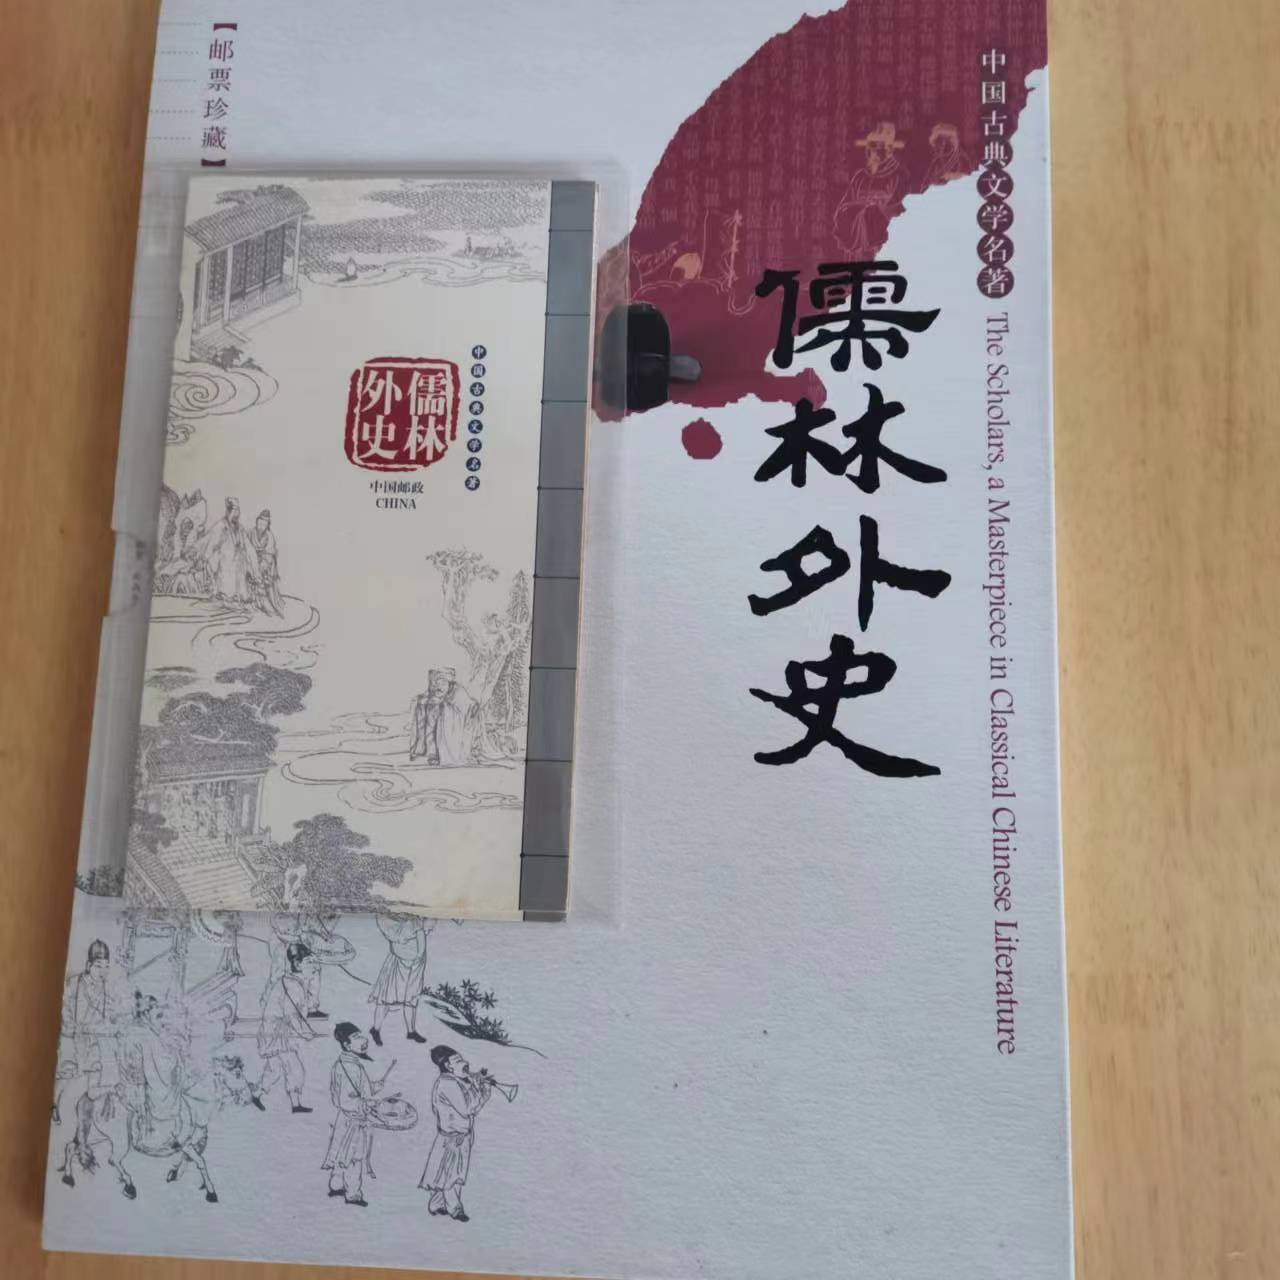 【邮票珍藏】
中国古典文学名著
The Scholars, a Masterpiece in Classical Chinese Literature
儒林外史
中国古典文学名著
儒林
外史
中国邮政
CHINA